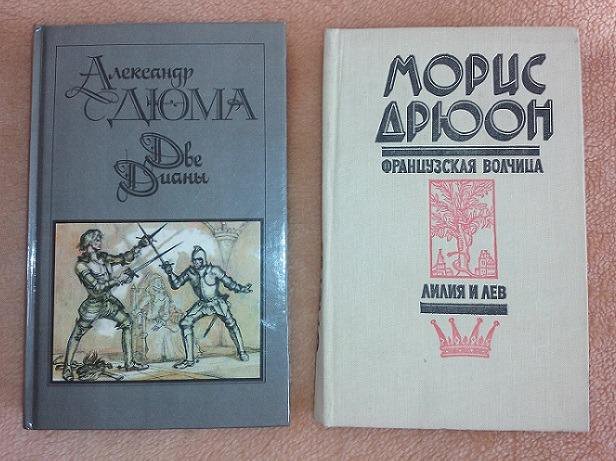 Александр
ДЮМА
Две
Дианы
МОРИС
ДРЮОН
ФРАНЦУЗСКАЯ ВОЛЧИЦА
ЛИЛИЯ И ЛЕВ